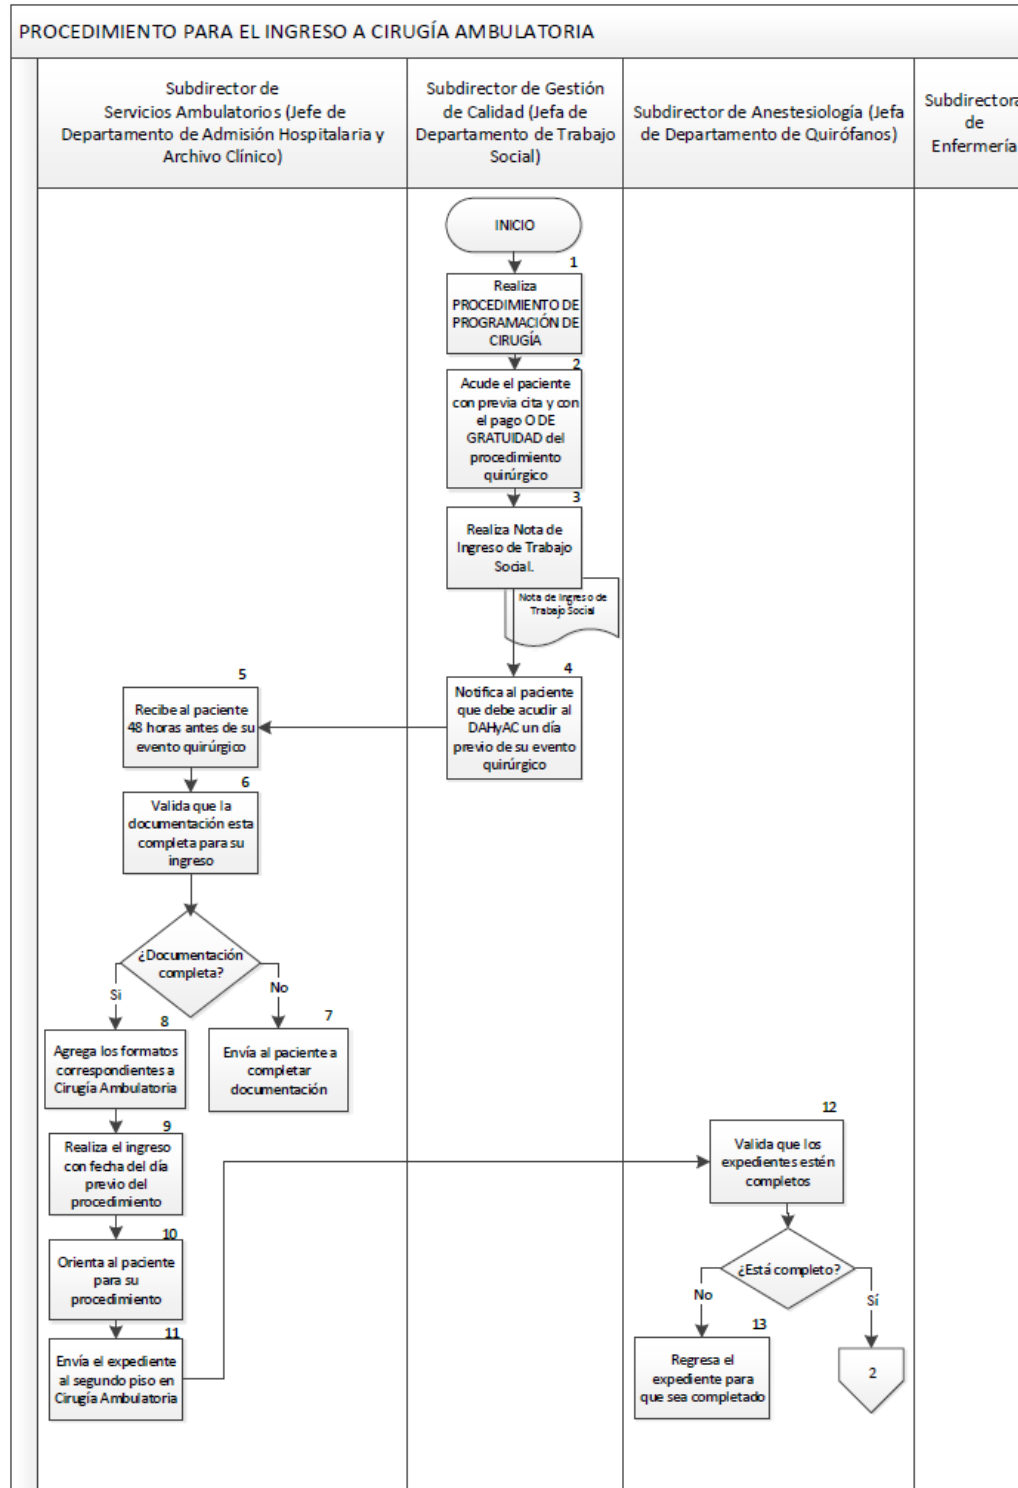 PROCEDIMIENTO PARA EL INGRESO A CIRUGÍA AMBULATORIA
Subdirector de
Servicios Ambulatorios (Jefe de
Departamento de Admisión Hospitalaria y
Archivo Clínico)
Subdirector de Gestión
de Calidad (Jefa de
Departamento de Trabajo
Social)
Subdirector de Anestesiología (Jefa
de Departamento de Quirófanos)
Subdirectora
de
Enfermería
INICIO
1
Realiza
PROCEDIMIENTO DE
PROGRAMACIÓN DE
CIRUGÍA
2
Acude el paciente
con previa cita y con
el pago O DE
GRATUIDAD del
procedimiento
quirúrgico
3
Realiza Nota de
Ingreso de Trabajo
Social.
Nota de Ingreso de
Trabajo Social
4
Notifica al paciente
que debe acudir al
DAHyAC un día
previo de su evento
quirúrgico
5
Recibe al paciente
48 horas antes de su
evento quirúrgico
6
Valida que la
documentación esta
completa para su
ingreso
¿Documentación
completa?
Si
No
7
Envía al paciente a
completar
documentación
8
Agrega los formatos
correspondientes a
Cirugía Ambulatoria
9
Realiza el ingreso
con fecha del día
previo del
procedimiento
10
Orienta al paciente
para su
procedimiento
11
Envía el expediente
al segundo piso en
Cirugía Ambulatoria
12
Valida que los
expedientes estén
completos
¿Está completo?
No
Sí
13
Regresa el
expediente para
que sea completado
2